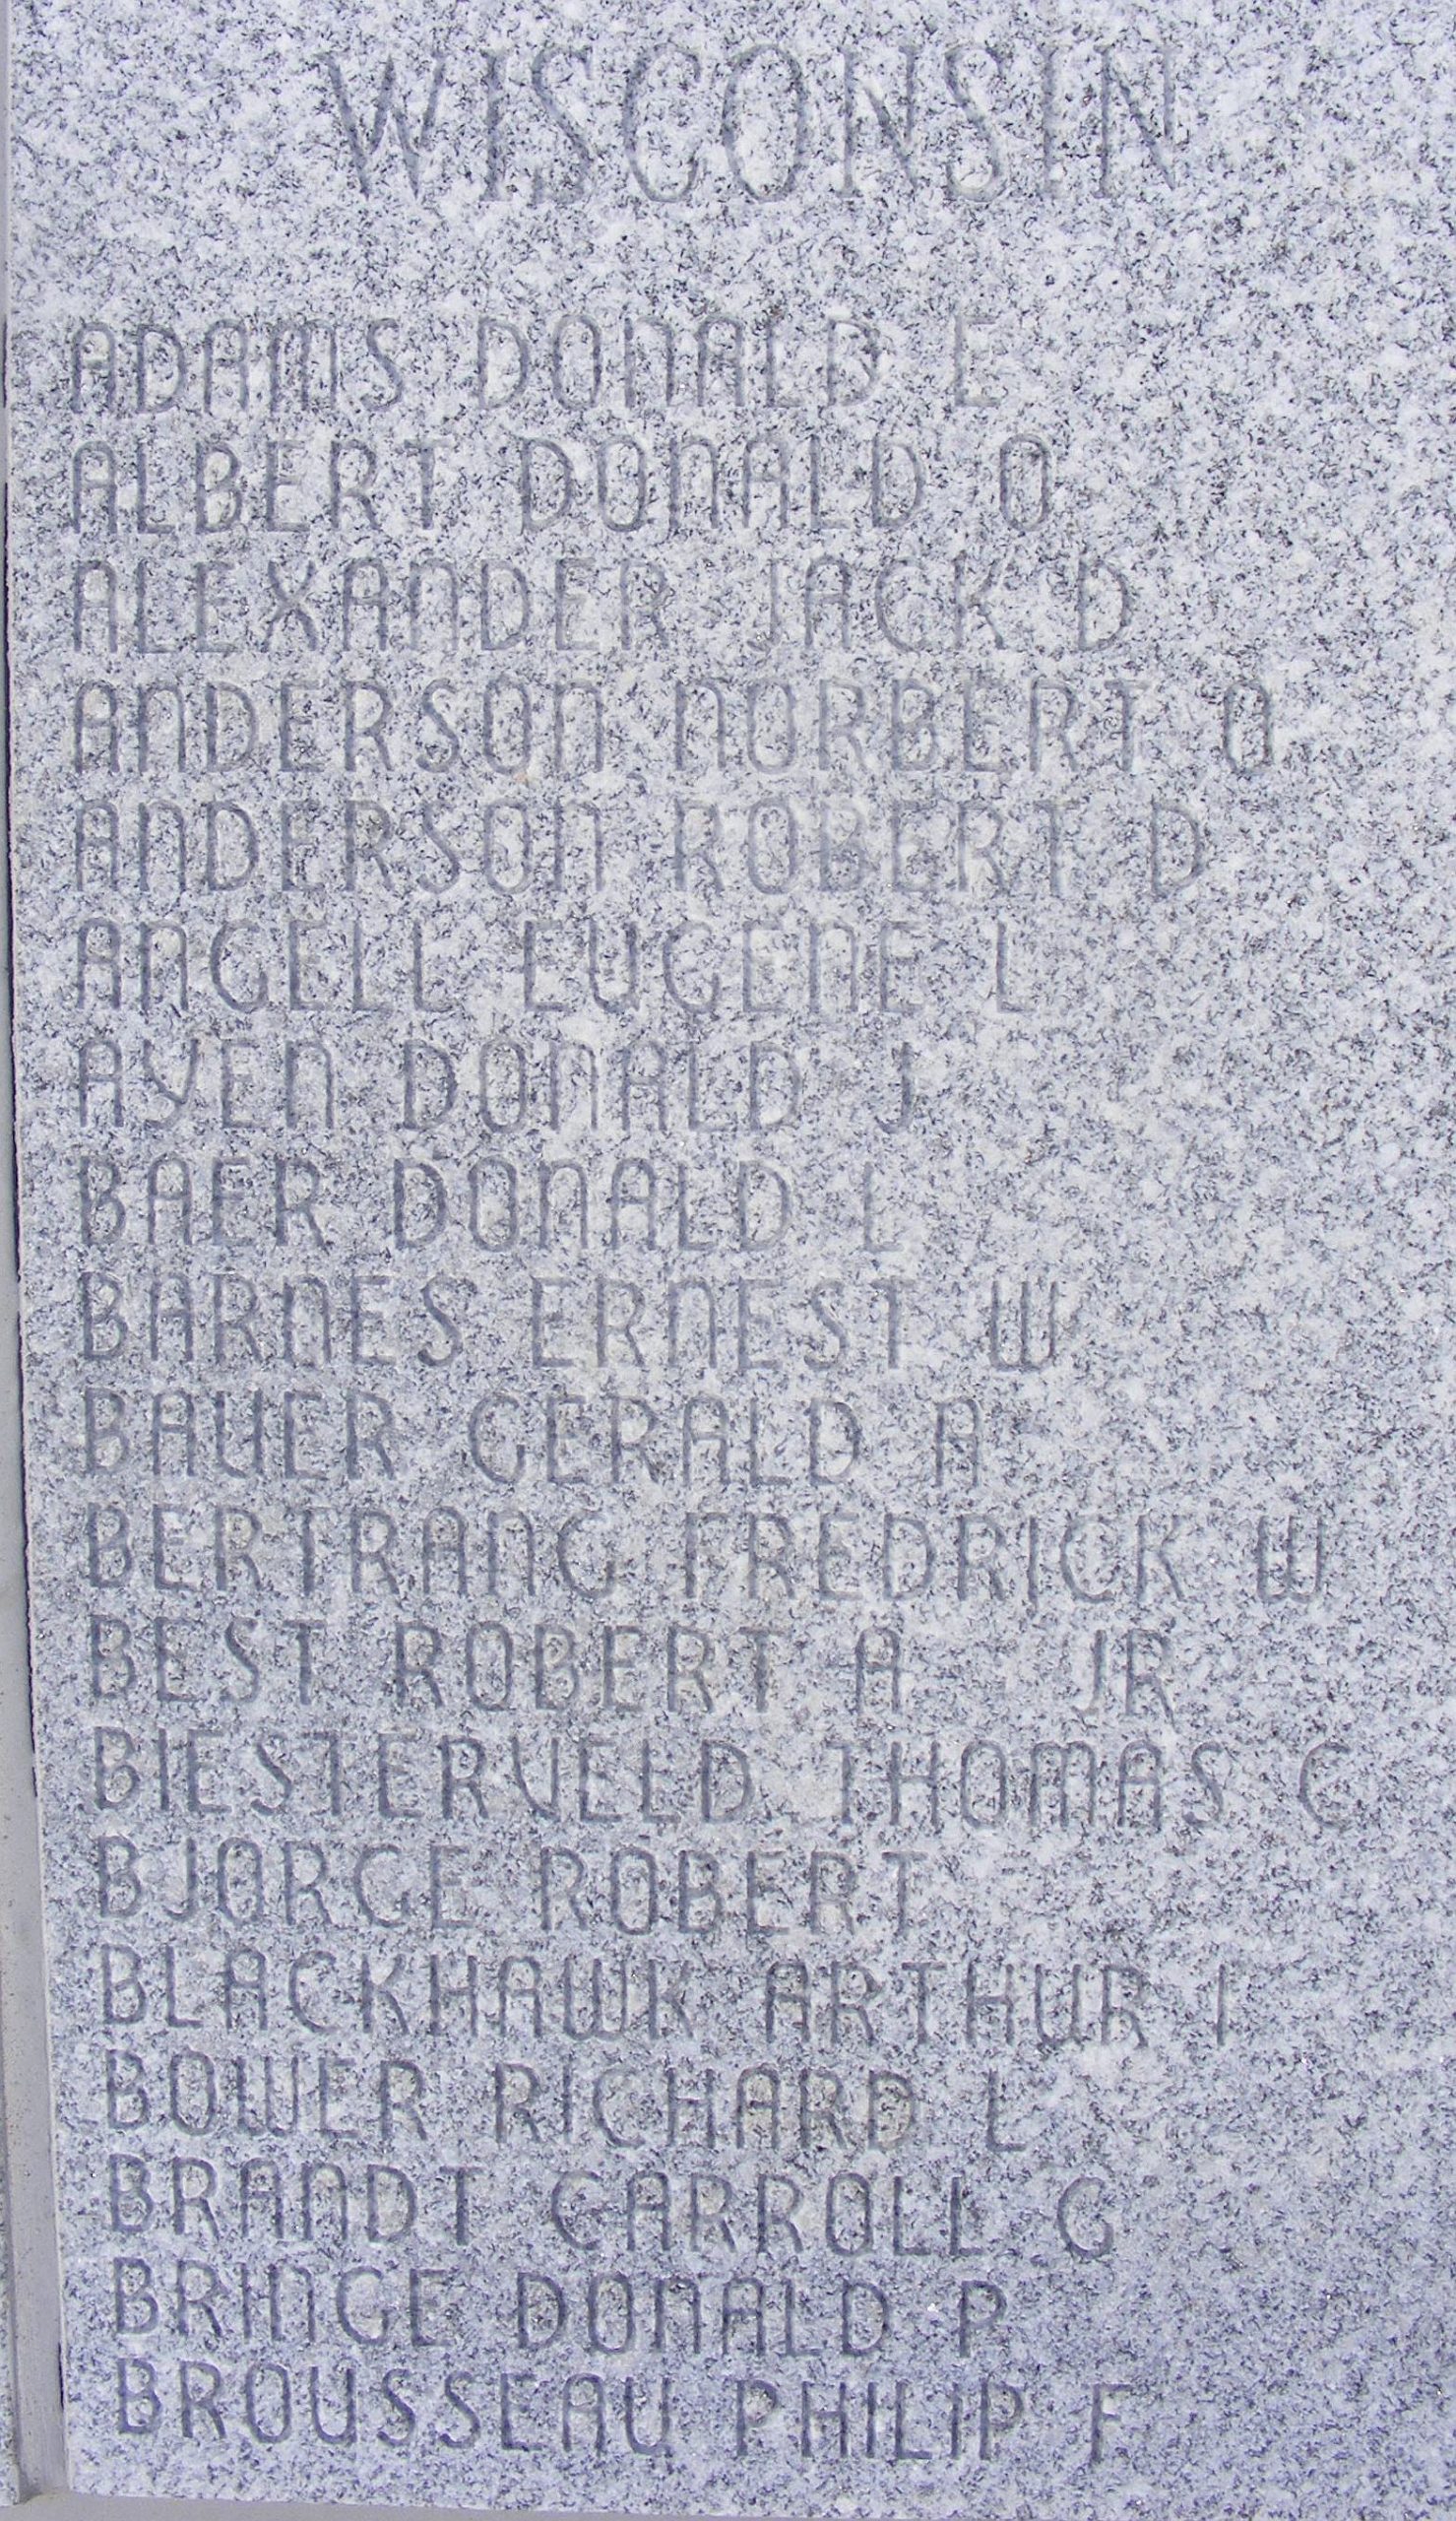 WISCONSIN
ADAMS DONALD E
ALBERT DONALD O
ALEXANDER JACK D
ANDERSON NORBERT O
ANDERSON ROBERT D
ANGELL EUGENE L
AYEN DONALD J
BAER DONALD L
BARNES ERNEST W
BAUER GERALD A
BERTRANG FREDRICK W
BEST ROBERT A JR
BIESTERVELD THOMAS C
BJORGE ROBERT
BLACKHAWK ARTHUR I
BOWER RICHARD L
BRANDT CARROLL G
BRINGE DONALD P
BROUSSEAU PHILIP F